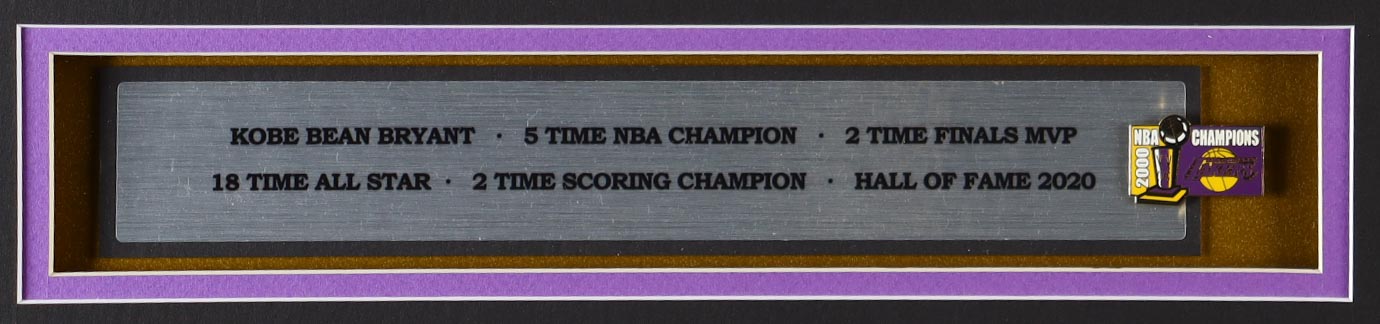 KOBE BEAN BRYANT · 5 TIME NBA CHAMPION · 2 TIME FINALS MVP
18 TIME ALL STAR · 2 TIME SCORING CHAMPION · HALL OF FAME 2020
NBA CHAMPIONS
2000
LAKERS